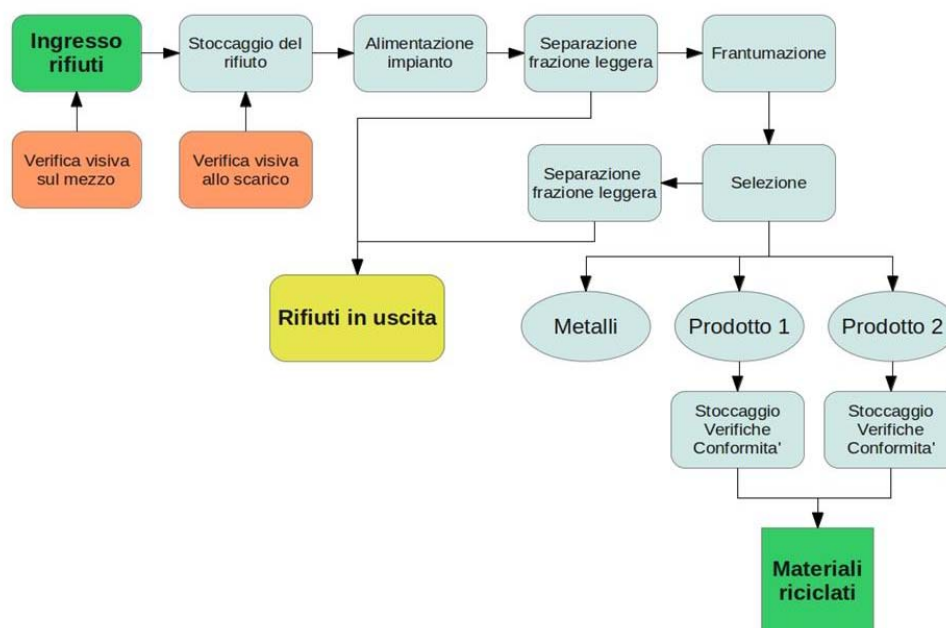 Ingresso
rifiuti
Stoccaggio del
rifiuto
Alimentazione
impianto
Separazione
frazione leggera
Frantumazione
Verifica visiva
sul mezzo
Verifica visiva
allo scarico
Separazione
frazione leggera
Selezione
Rifiuti in uscita
Metalli
Prodotto 1
Prodotto 2
Stoccaggio
Verifiche
Conformita'
Stoccaggio
Verifiche
Conformita'
Materiali
riciclati